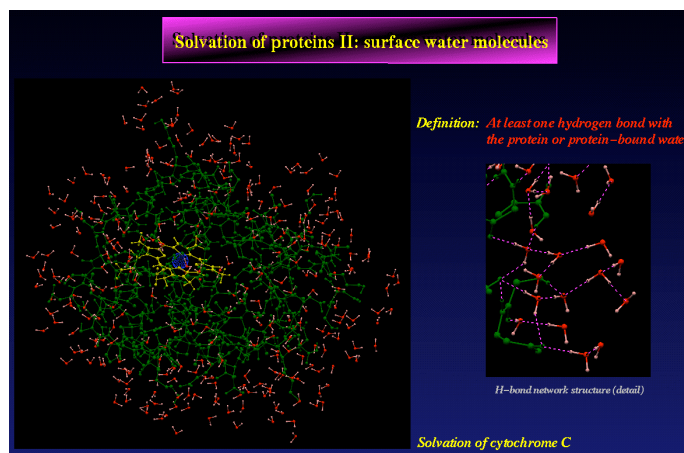 Solvation of proteins II: surface water molecules
Definition: At least one hydrogen bond with
the protein or protein-bound wate
H-bond network structure (detail)
Solvation of cytochrome C